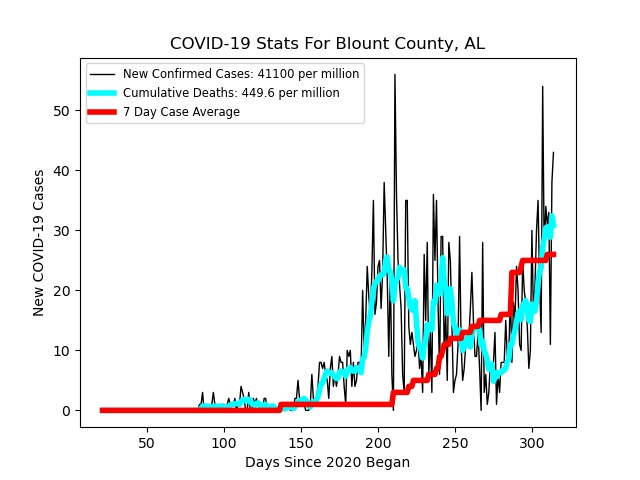 COVID-19 Stats For Blount County, AL
New Confirmed Cases: 41100 per million
Cumulative Deaths: 449.6 per million
7 Day Case Average
50
40
30
20
10
0
New COVID-19 Cases
50 100 150 200 250 300
Days Since 2020 Began